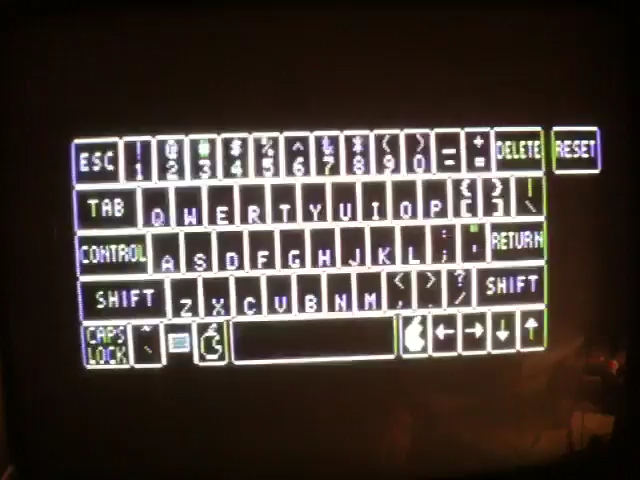 ESC ! 1 @ 2 # 3 $ 4 % 5 ^ 6 & 7 * 8 ( 9 ) 0 _ - + = DELETE RESET
TAB Q W E R T Y U I O P { [ } ] | \
CONTROL A S D F G H J K L : ; " ' RETURN
SHIFT Z X C V B N M < , > . ? / SHIFT
CAPS LOCK ~ ` ← → ↓ ↑